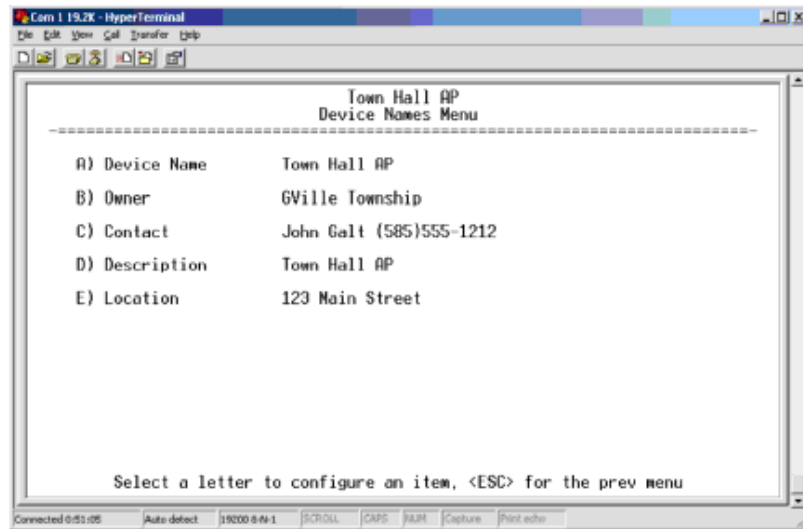 Com 1 19.2K - HyperTerminal
File Edit View Call Transfer Help
Town Hall AP
Device Names Menu
-==========================================================================-
A) Device Name Town Hall AP
B) Owner GVille Township
C) Contact John Galt (585)555-1212
D) Description Town Hall AP
E) Location 123 Main Street
Select a letter to configure an item, <ESC> for the prev menu
Connected 0:51:05 Auto detect 19200 8-N-1 SCROLL CAPS NUM Capture Print echo